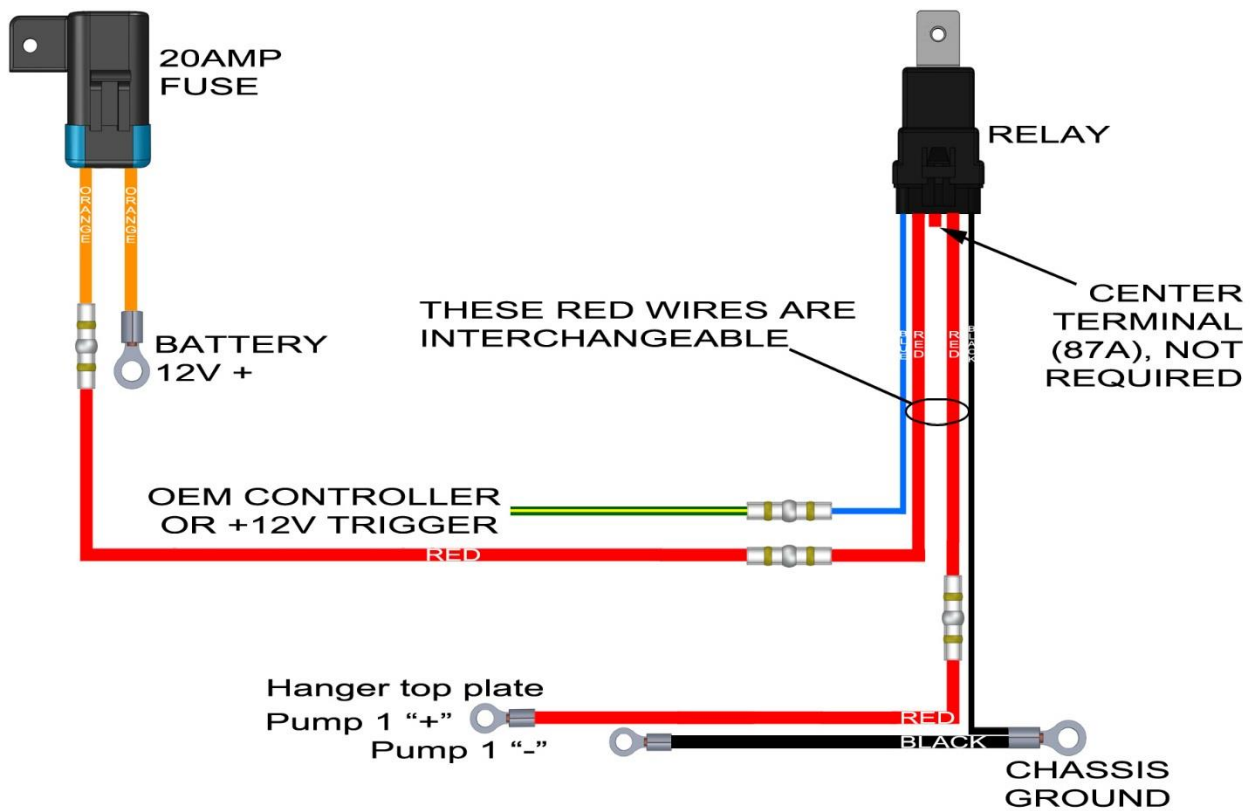 20AMP
FUSE
RELAY
ORANGE
ORANGE
BATTERY
12V +
THESE RED WIRES ARE
INTERCHANGEABLE
BLUE
RED
RED
BLACK
CENTER
TERMINAL
(87A), NOT
REQUIRED
OEM CONTROLLER
OR +12V TRIGGER
RED
Hanger top plate
Pump 1 “+”
RED
Pump 1 “-”
BLACK
CHASSIS
GROUND